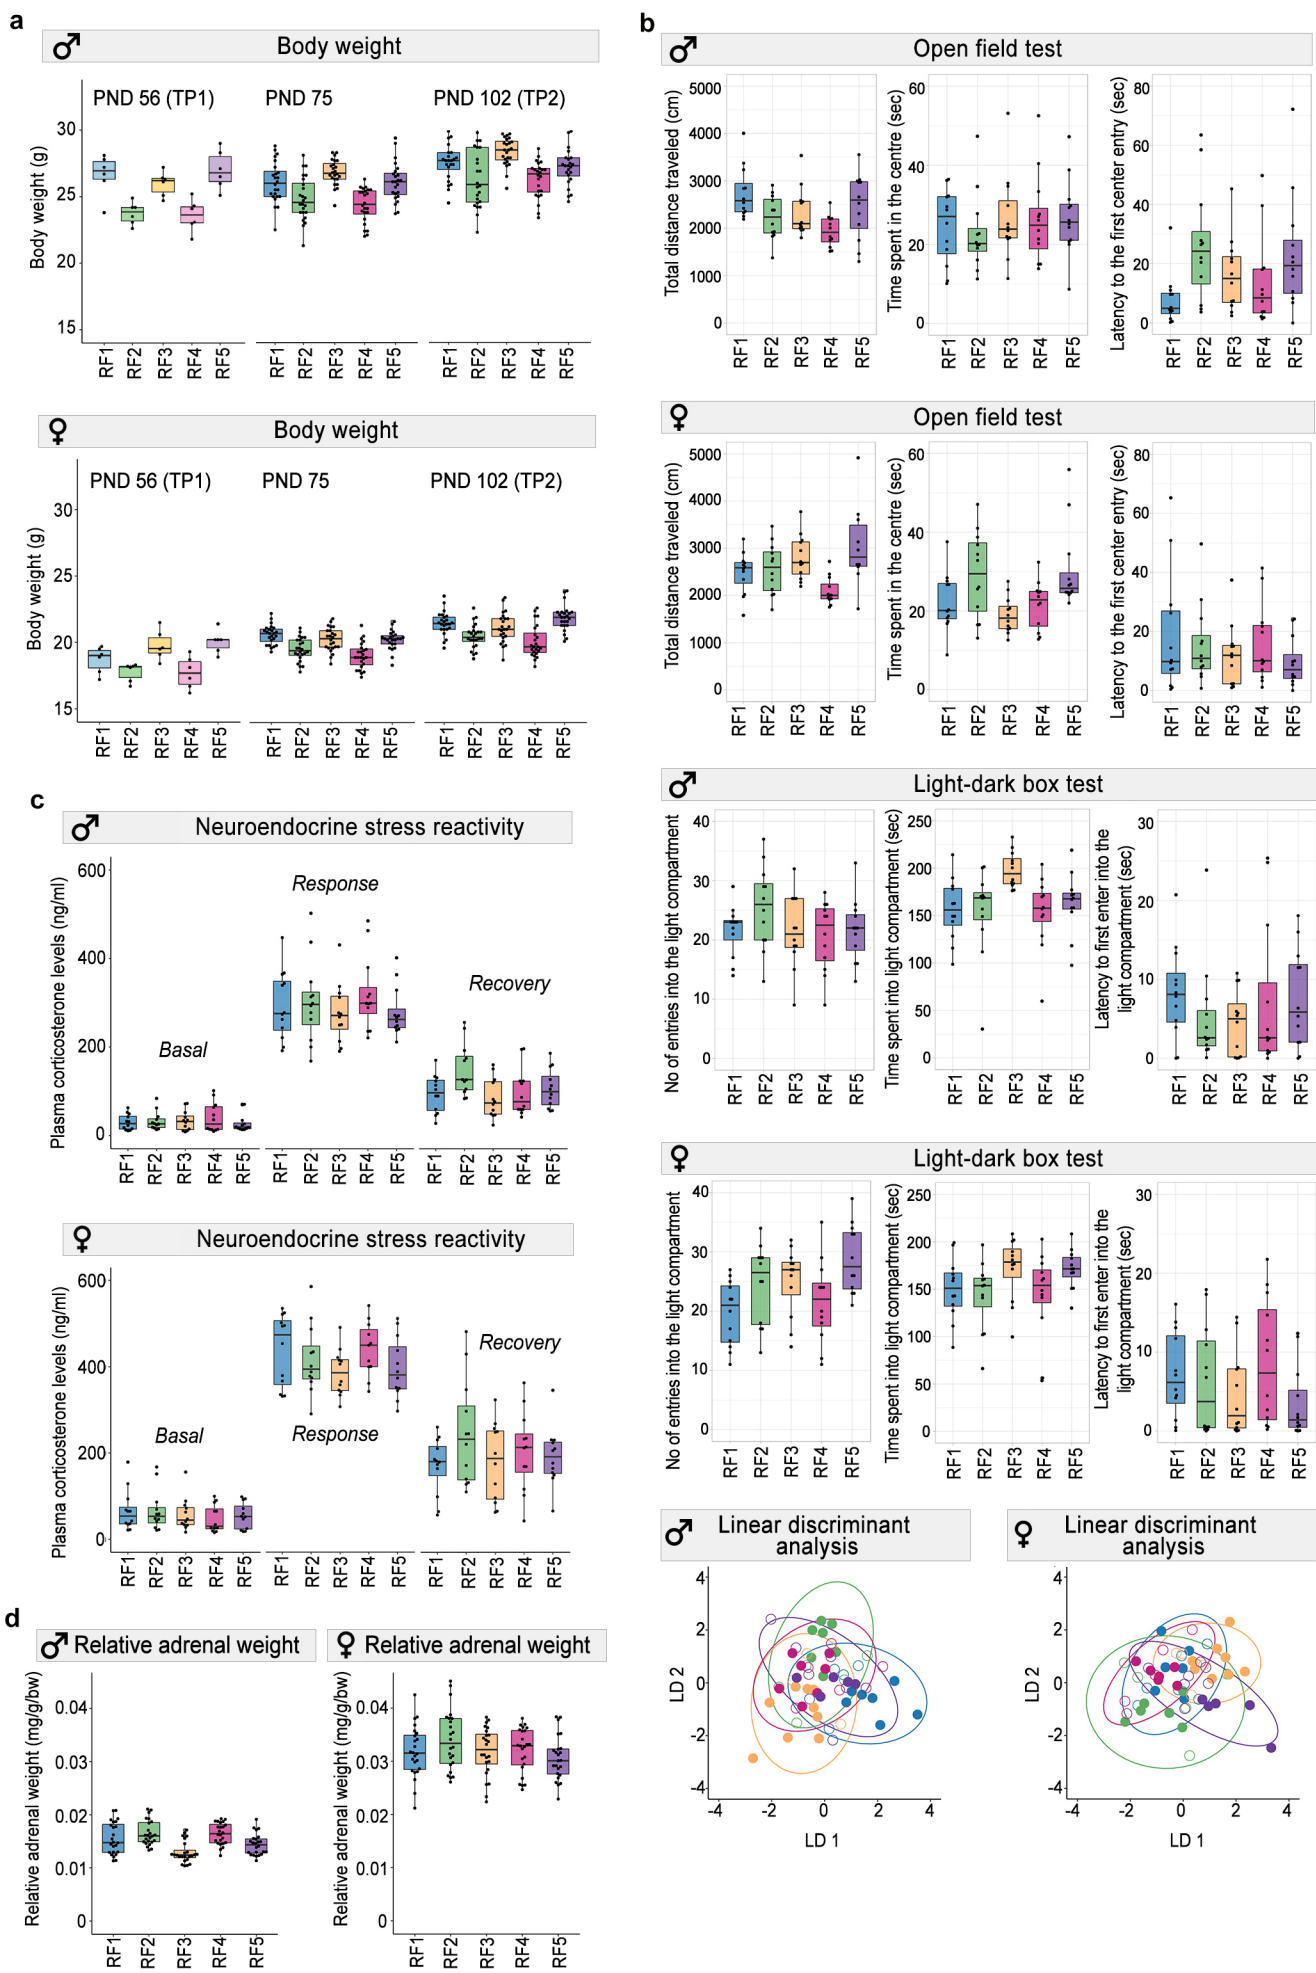 a
♂ Body weight
PND 56 (TP1) PND 75 PND 102 (TP2)
Body weight (g)
30
25
20
15
RF1 RF2 RF3 RF4 RF5 RF1 RF2 RF3 RF4 RF5 RF1 RF2 RF3 RF4 RF5
♀ Body weight
PND 56 (TP1) PND 75 PND 102 (TP2)
Body weight (g)
30
25
20
15
RF1 RF2 RF3 RF4 RF5 RF1 RF2 RF3 RF4 RF5 RF1 RF2 RF3 RF4 RF5
b
♂ Open field test
Total distance traveled (cm)
5000
4000
3000
2000
1000
0
RF1 RF2 RF3 RF4 RF5
Time spent in the centre (sec)
60
40
20
0
RF1 RF2 RF3 RF4 RF5
Latency to the first center entry (sec)
80
60
40
20
0
RF1 RF2 RF3 RF4 RF5
♀ Open field test
Total distance traveled (cm)
5000
4000
3000
2000
1000
0
RF1 RF2 RF3 RF4 RF5
Time spent in the centre (sec)
60
40
20
0
RF1 RF2 RF3 RF4 RF5
Latency to the first center entry (sec)
80
60
40
20
0
RF1 RF2 RF3 RF4 RF5
♂ Light-dark box test
No of entries into the light compartment
40
30
20
10
0
RF1 RF2 RF3 RF4 RF5
Time spent into light compartment (sec)
250
200
150
100
50
0
RF1 RF2 RF3 RF4 RF5
Latency to first enter into the
light compartment (sec)
30
20
10
0
RF1 RF2 RF3 RF4 RF5
♀ Light-dark box test
No of entries into the light compartment
40
30
20
10
0
RF1 RF2 RF3 RF4 RF5
Time spent into light compartment (sec)
250
200
150
100
50
0
RF1 RF2 RF3 RF4 RF5
Latency to first enter into the
light compartment (sec)
30
20
10
0
RF1 RF2 RF3 RF4 RF5
♂ Linear discriminant
analysis
LD 2
4
2
0
-2
-4
-4 -2 0 2 4
LD 1
♀ Linear discriminant
analysis
LD 2
4
2
0
-2
-4
-4 -2 0 2 4
LD 1
c
♂ Neuroendocrine stress reactivity
Plasma corticosterone levels (ng/ml)
600
400
200
0
Basal
Response
Recovery
RF1 RF2 RF3 RF4 RF5 RF1 RF2 RF3 RF4 RF5 RF1 RF2 RF3 RF4 RF5
♀ Neuroendocrine stress reactivity
Plasma corticosterone levels (ng/ml)
600
400
200
0
Basal
Response
Recovery
RF1 RF2 RF3 RF4 RF5 RF1 RF2 RF3 RF4 RF5 RF1 RF2 RF3 RF4 RF5
d
♂ Relative adrenal weight
Relative adrenal weight (mg/g/bw)
0.04
0.03
0.02
0.01
0
RF1 RF2 RF3 RF4 RF5
♀ Relative adrenal weight
Relative adrenal weight (mg/g/bw)
0.04
0.03
0.02
0.01
0
RF1 RF2 RF3 RF4 RF5